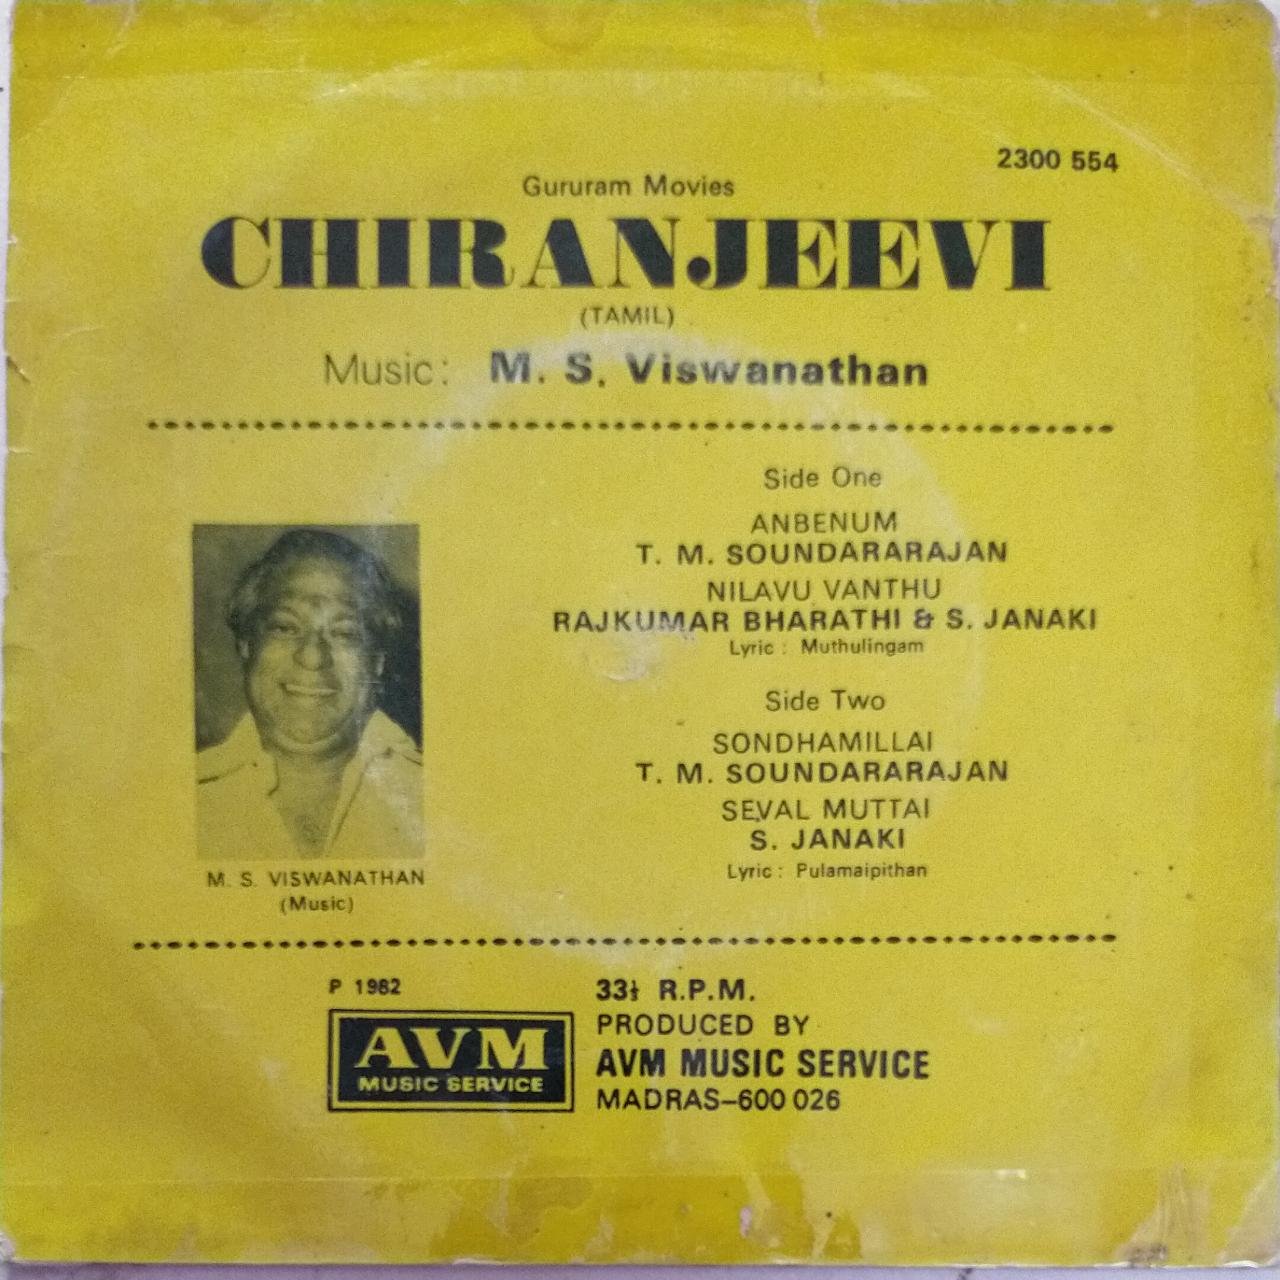 2300 554
Gururam Movies
CHIRANJEEVI
(TAMIL)
Music: M. S. Viswanathan
Side One
ANBENUM
T. M. SOUNDARARAJAN
NILAVU VANTHU
RAJKUMAR BHARATHI & S. JANAKI
Lyric : Muthulingam
Side Two
SONDHAMILLAI
T. M. SOUNDARARAJAN
SEVAL MUTTAI
S. JANAKI
Lyric : Pulamaipithan
M. S. VISWANATHAN
(Music)
P 1982
AVM
MUSIC SERVICE
33⅓ R.P.M.
PRODUCED BY
AVM MUSIC SERVICE
MADRAS–600 026